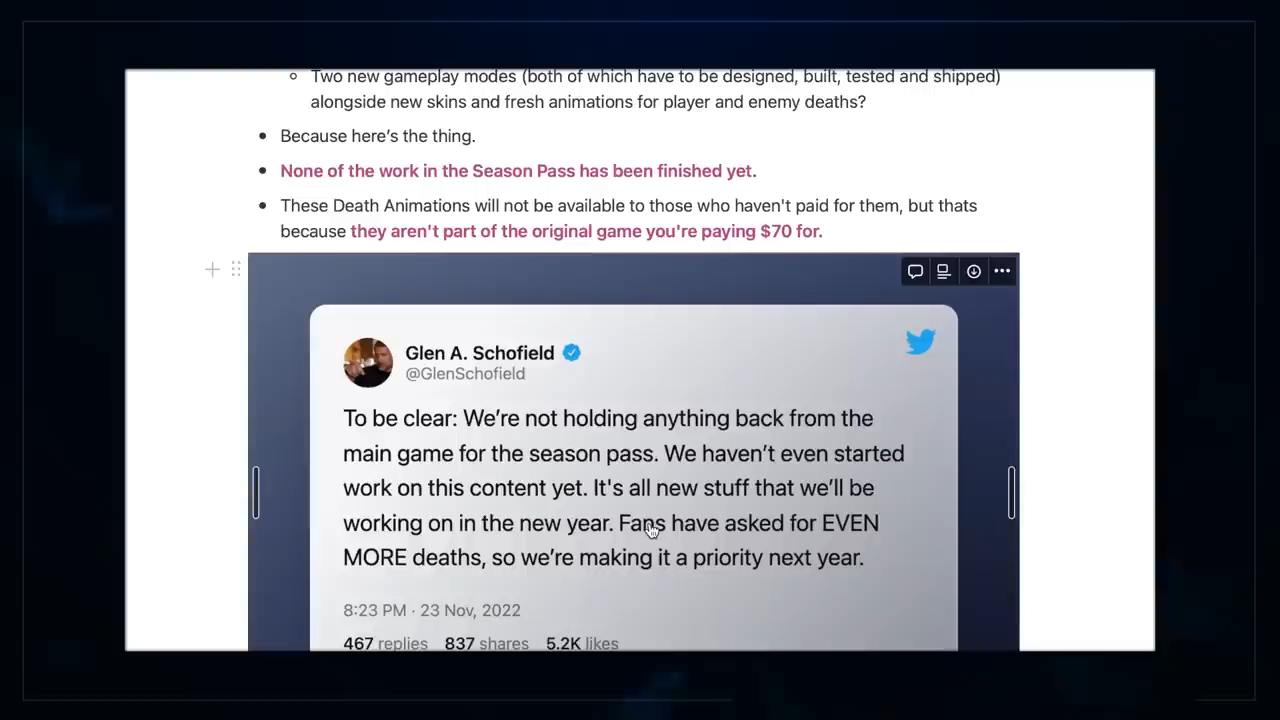 Two new gameplay modes (both of which have to be designed, built, tested and shipped)
alongside new skins and fresh animations for player and enemy deaths?
Because here’s the thing.
None of the work in the Season Pass has been finished yet.
These Death Animations will not be available to those who haven't paid for them, but thats
because they aren't part of the original game you're paying $70 for.
Glen A. Schofield
@GlenSchofield
To be clear: We’re not holding anything back from the
main game for the season pass. We haven’t even started
work on this content yet. It's all new stuff that we’ll be
working on in the new year. Fans have asked for EVEN
MORE deaths, so we’re making it a priority next year.
8:23 PM · 23 Nov, 2022
467 replies 837 shares 5.2K likes